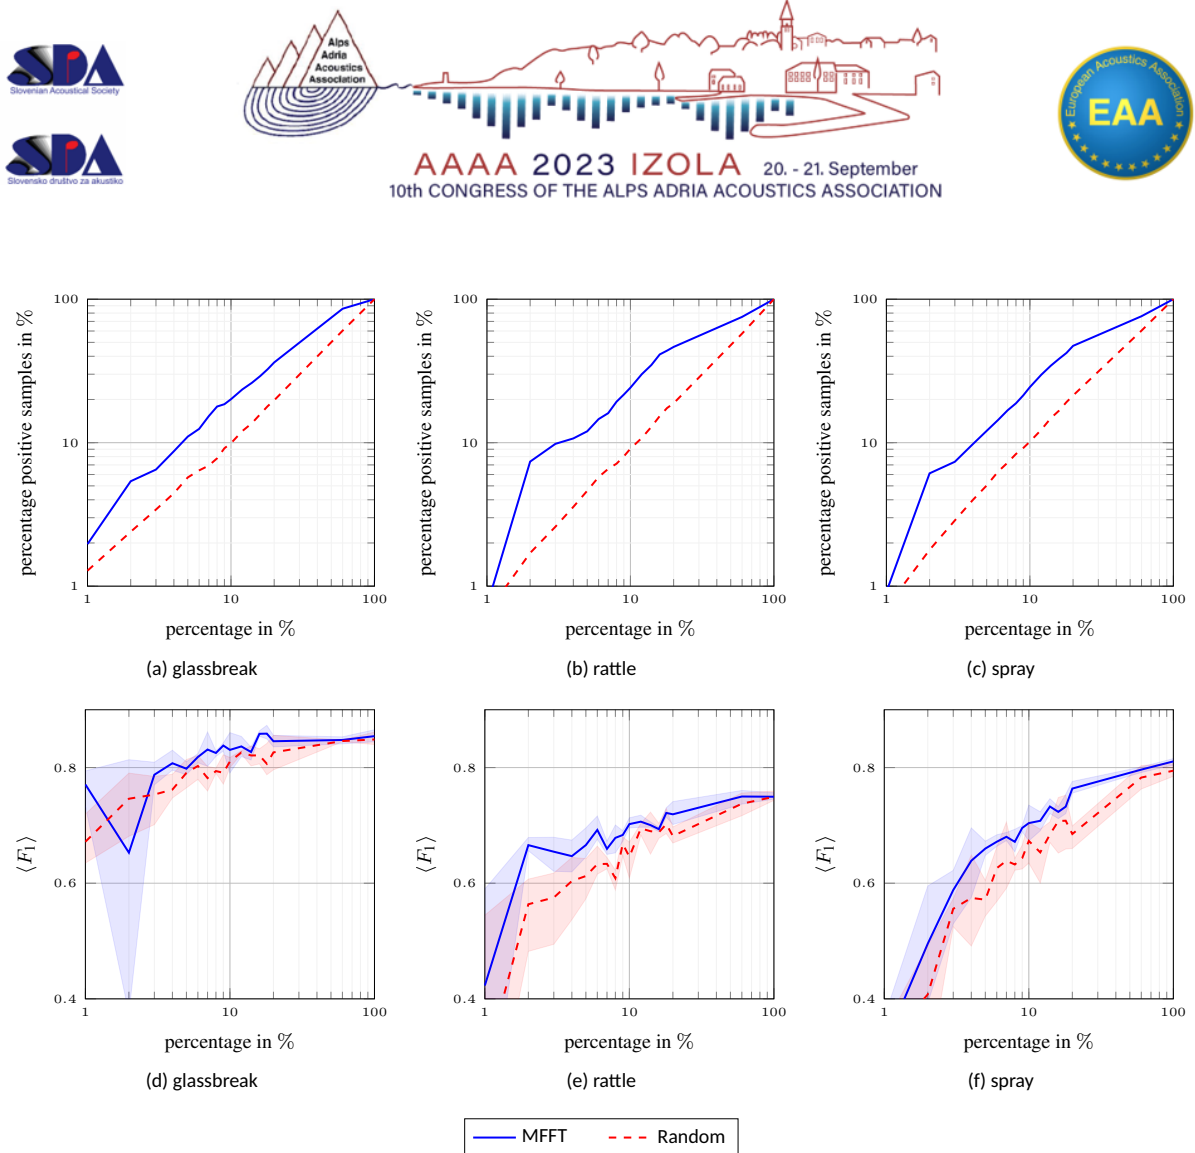 SDA
Slovenian Acoustical Society
SDA
Slovensko društvo za akustiko
Alps
Adria
Acoustics
Association
AAAA 2023 IZOLA 20. - 21. September
10th CONGRESS OF THE ALPS ADRIA ACOUSTICS ASSOCIATION
European Acoustics Association
EAA
percentage positive samples in %
100
10
1
1 10 100
percentage in %
(a) glassbreak
percentage positive samples in %
100
10
1
1 10 100
percentage in %
(b) rattle
percentage positive samples in %
100
10
1
1 10 100
percentage in %
(c) spray
⟨F₁⟩
0.8
0.6
0.4
1 10 100
percentage in %
(d) glassbreak
⟨F₁⟩
0.8
0.6
0.4
1 10 100
percentage in %
(e) rattle
⟨F₁⟩
0.8
0.6
0.4
1 10 100
percentage in %
(f) spray
MFFT Random